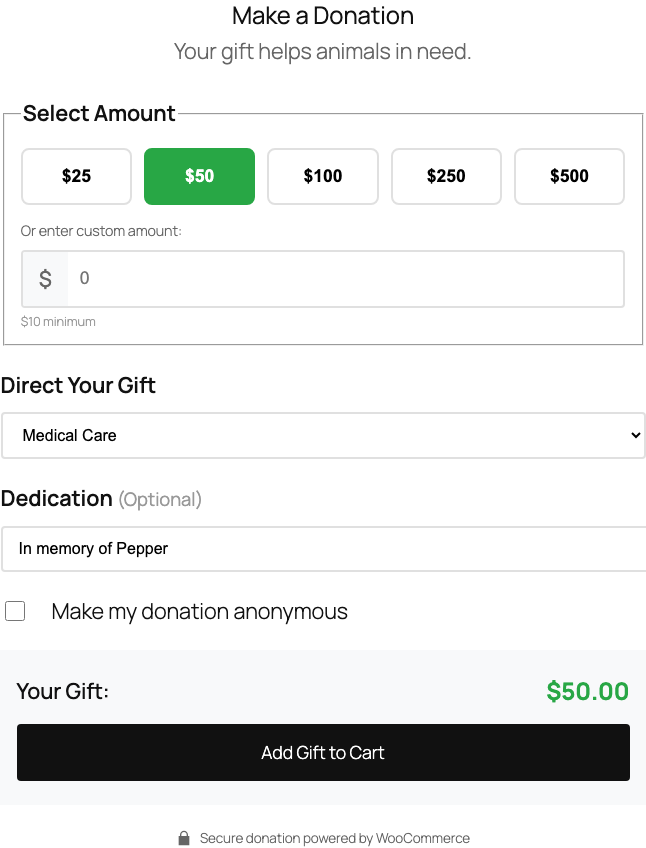 Make a Donation
Your gift helps animals in need.
Select Amount
$25 $50 $100 $250 $500
Or enter custom amount:
$ 0
$10 minimum
Direct Your Gift
Medical Care
Dedication (Optional)
In memory of Pepper
Make my donation anonymous
Your Gift: $50.00
Add Gift to Cart
Secure donation powered by WooCommerce